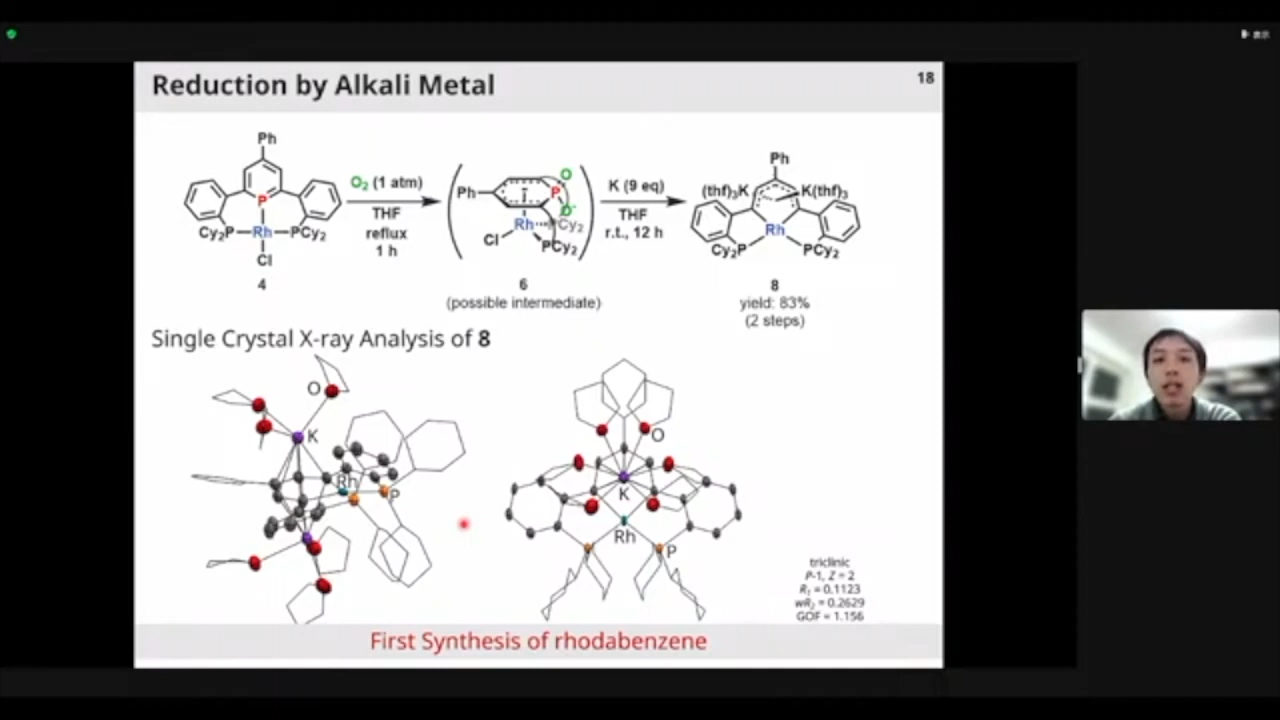 表示
Reduction by Alkali Metal
18
Ph
P
Cy₂P
Rh
PCy₂
Cl
4
O₂ (1 atm)
THF
reflux
1 h
Ph
O
P
O⁻
Rh
PCy₂
Cl
PCy₂
6
(possible intermediate)
K (9 eq)
THF
r.t., 12 h
Ph
(thf)₃K
K(thf)₃
Rh
Cy₂P
PCy₂
8
yield: 83%
(2 steps)
Single Crystal X-ray Analysis of 8
O
K
Rh
P
O
K
Rh
P
triclinic
P-1, Z = 2
R₁ = 0.1123
wR₂ = 0.2629
GOF = 1.156
First Synthesis of rhodabenzene